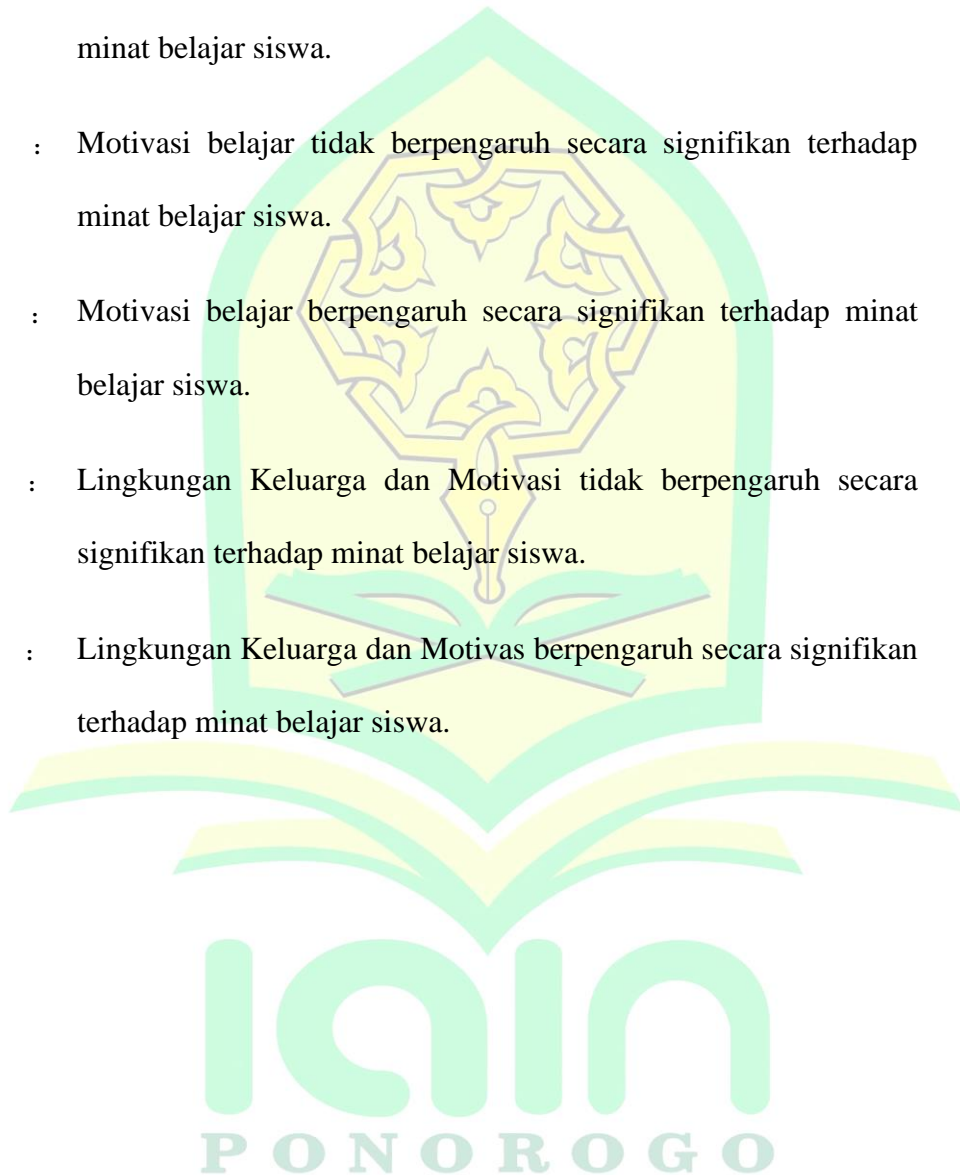 minat belajar siswa.
: Motivasi belajar tidak berpengaruh secara signifikan terhadap
minat belajar siswa.
: Motivasi belajar berpengaruh secara signifikan terhadap minat
belajar siswa.
: Lingkungan Keluarga dan Motivasi tidak berpengaruh secara
signifikan terhadap minat belajar siswa.
: Lingkungan Keluarga dan Motivas berpengaruh secara signifikan
terhadap minat belajar siswa.
iain
PONOROGO